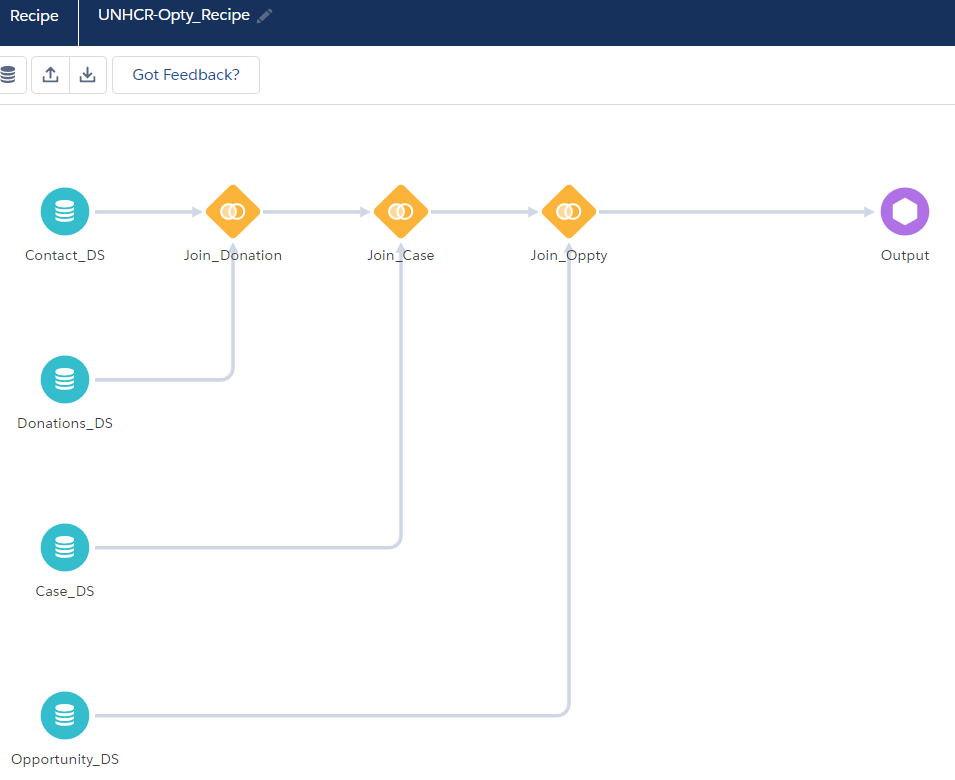 Recipe
UNHCR-Opty_Recipe
Got Feedback?
Contact_DS
Join_Donation
Join_Case
Join_Oppty
Output
Donations_DS
Case_DS
Opportunity_DS